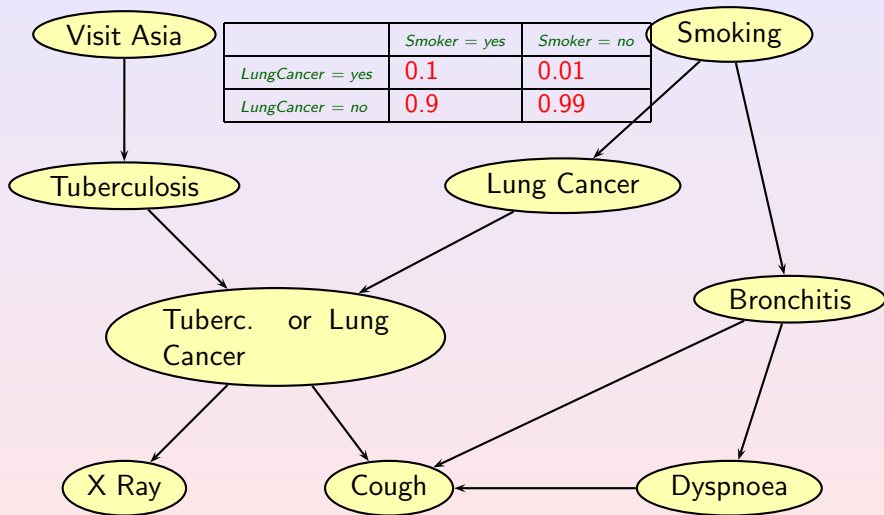 Visit Asia
Smoking
Smoker = yes Smoker = no
LungCancer = yes 0.1 0.01
LungCancer = no 0.9 0.99
Tuberculosis
Lung Cancer
Bronchitis
Tuberc. or Lung
Cancer
X Ray
Cough
Dyspnoea